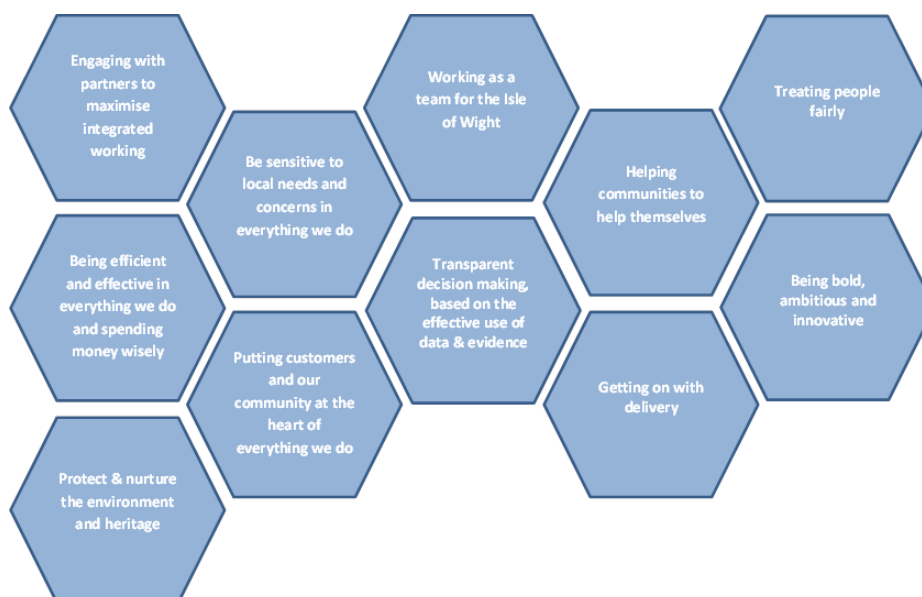 Engaging with
partners to
maximise
integrated
working
Working as a
team for the Isle
of Wight
Treating people
fairly
Be sensitive to
local needs and
concerns in
everything we do
Helping
communities to
help themselves
Being efficient
and effective in
everything we do
and spending
money wisely
Transparent
decision making,
based on the
effective use of
data & evidence
Being bold,
ambitious and
innovative
Putting customers
and our
community at the
heart of
everything we do
Getting on with
delivery
Protect & nurture
the environment
and heritage